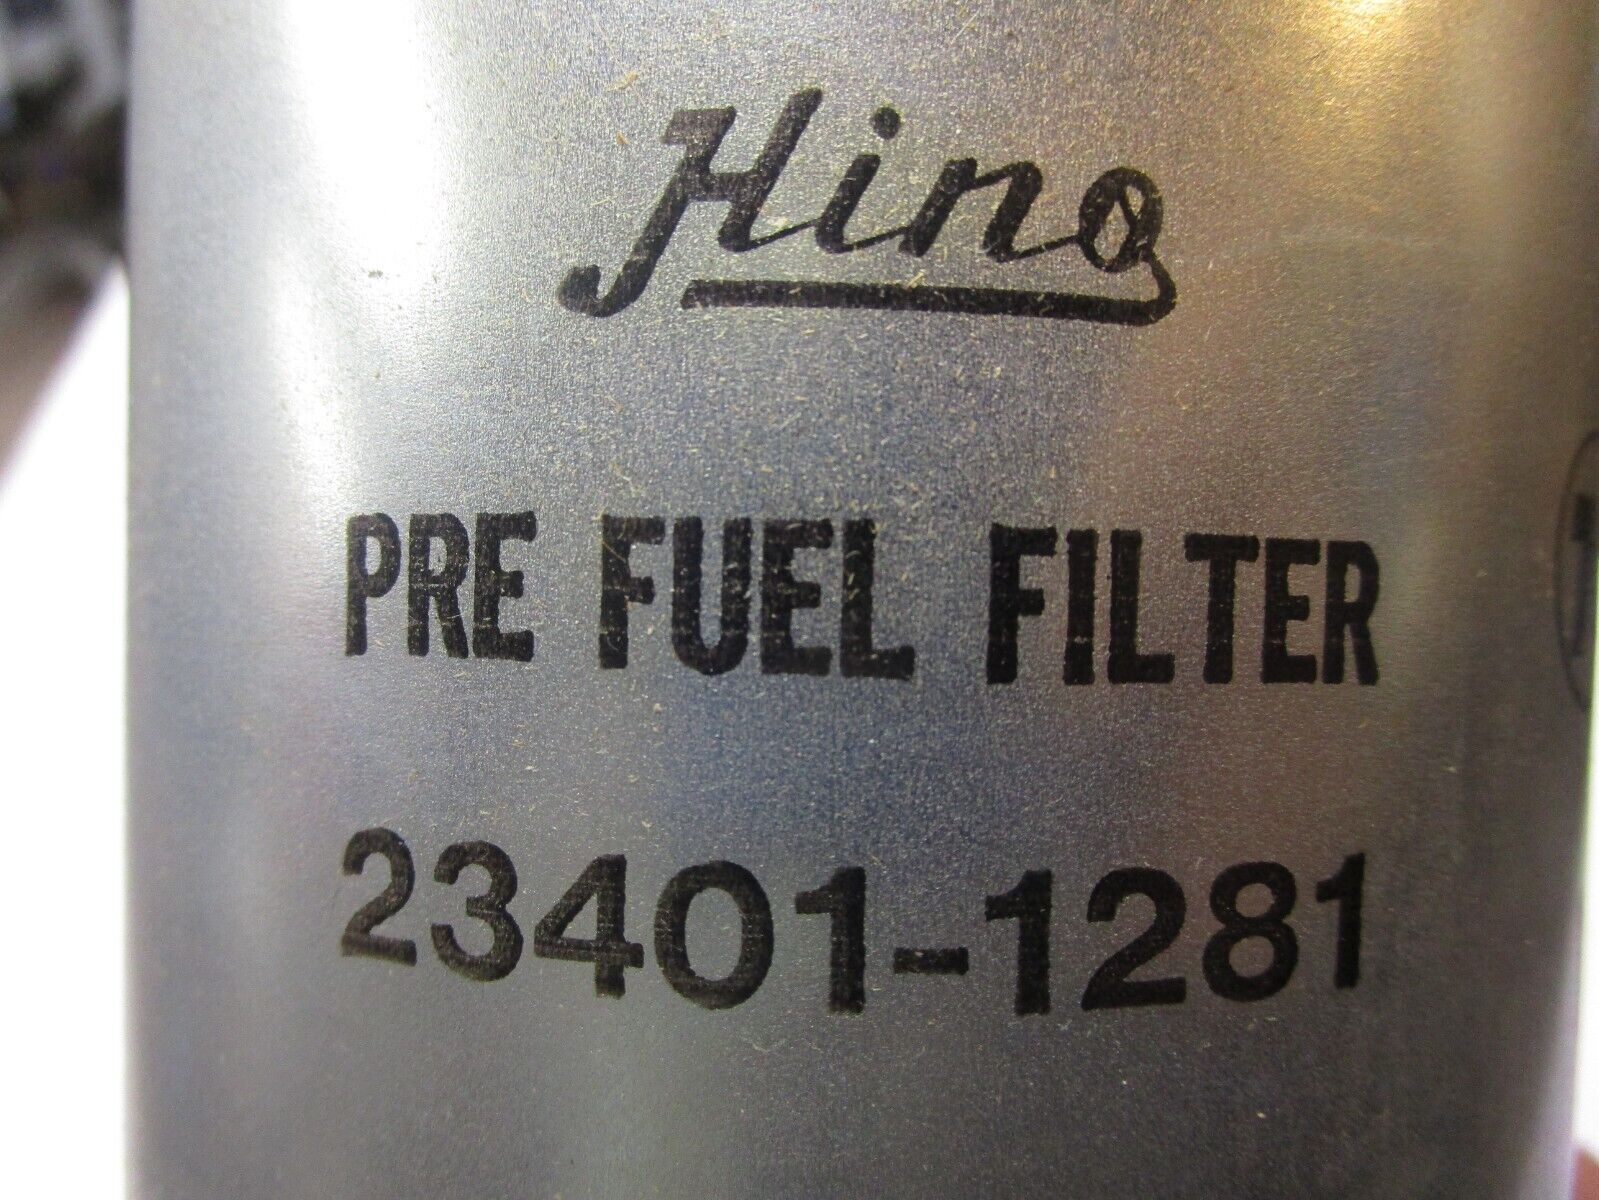 Hino
PRE FUEL FILTER
23401-1281